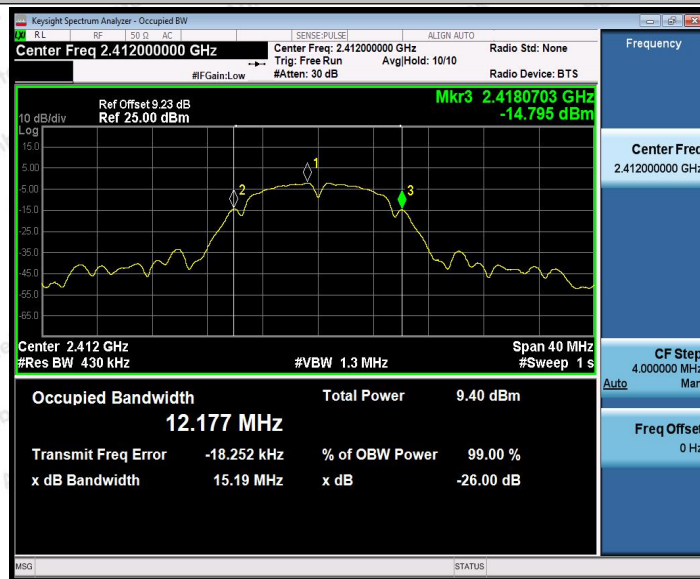 Keysight Spectrum Analyzer - Occupied BW
RL RF 50 Ω AC SENSE:PULSE ALIGN AUTO
Center Freq 2.412000000 GHz
Center Freq: 2.412000000 GHz
Radio Std: None
Trig: Free Run Avg|Hold: 10/10
#IFGain:Low #Atten: 30 dB Radio Device: BTS
Frequency
Mkr3 2.4180703 GHz
-14.795 dBm
Ref Offset 9.23 dB
10 dB/div Ref 25.00 dBm
Log
15.0
5.00
-5.00
-15.0
-25.0
-35.0
-45.0
-55.0
-65.0
1
2
3
Center 2.412 GHz Span 40 MHz
#Res BW 430 kHz #VBW 1.3 MHz #Sweep 1 s
Occupied Bandwidth Total Power 9.40 dBm
12.177 MHz
Transmit Freq Error -18.252 kHz % of OBW Power 99.00 %
x dB Bandwidth 15.19 MHz x dB -26.00 dB
Center Freq
2.412000000 GHz
CF Step
4.000000 MHz
Auto Man
Freq Offset
0 Hz
MSG STATUS